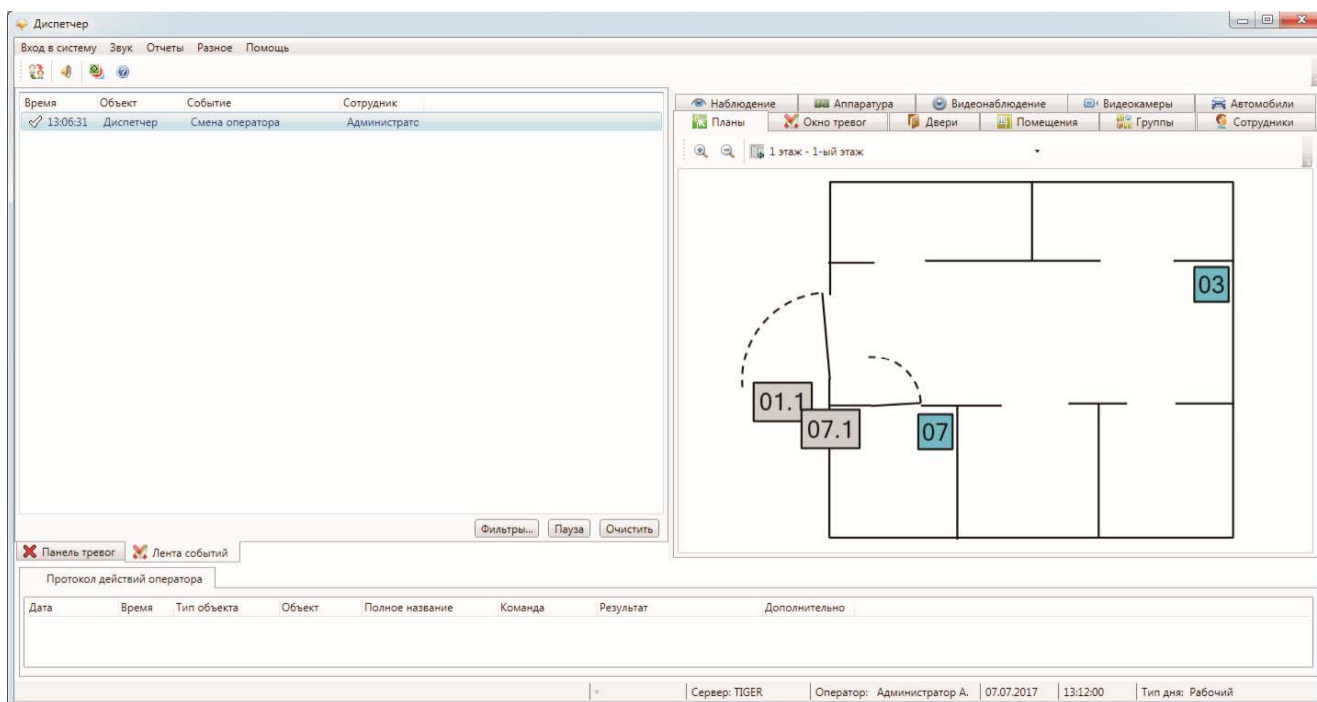 Диспетчер
Вход в систему Звук Отчеты Разное Помощь
Время Объект Событие Сотрудник
13:06:31 Диспетчер Смена оператора Администратс
Наблюдение Аппаратура Видеонаблюдение Видеокамеры Автомобили
Планы Окно тревог Двери Помещения Группы Сотрудники
1 этаж - 1-ый этаж
03
01.1
07.1
07
Фильтры... Пауза Очистить
Панель тревог Лента событий
Протокол действий оператора
Дата Время Тип объекта Объект Полное название Команда Результат Дополнительно
Сервер: TIGER Оператор: Администратор А. 07.07.2017 13:12:00 Тип дня: Рабочий